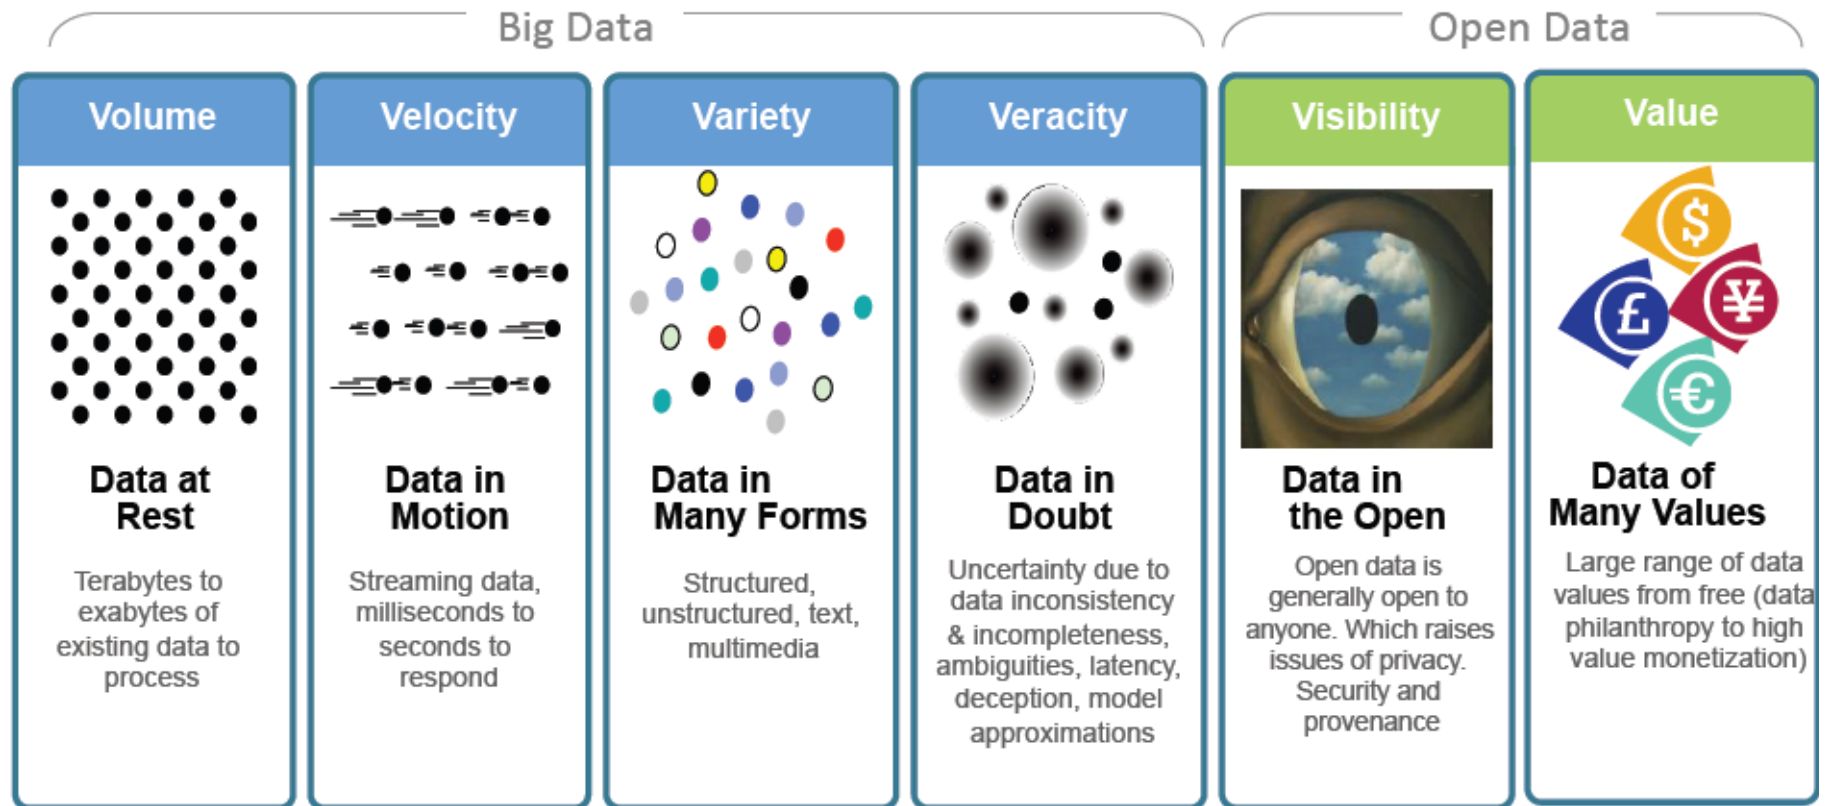 Big Data
Open Data
Volume
Data at
Rest
Terabytes to
exabytes of
existing data to
process
Velocity
Data in
Motion
Streaming data,
milliseconds to
seconds to
respond
Variety
Data in
Many Forms
Structured,
unstructured, text,
multimedia
Veracity
Data in
Doubt
Uncertainty due to
data inconsistency
& incompleteness,
ambiguities, latency,
deception, model
approximations
Visibility
Data in
the Open
Open data is
generally open to
anyone. Which raises
issues of privacy.
Security and
provenance
Value
$
£
¥
€
Data of
Many Values
Large range of data
values from free (data
philanthropy to high
value monetization)